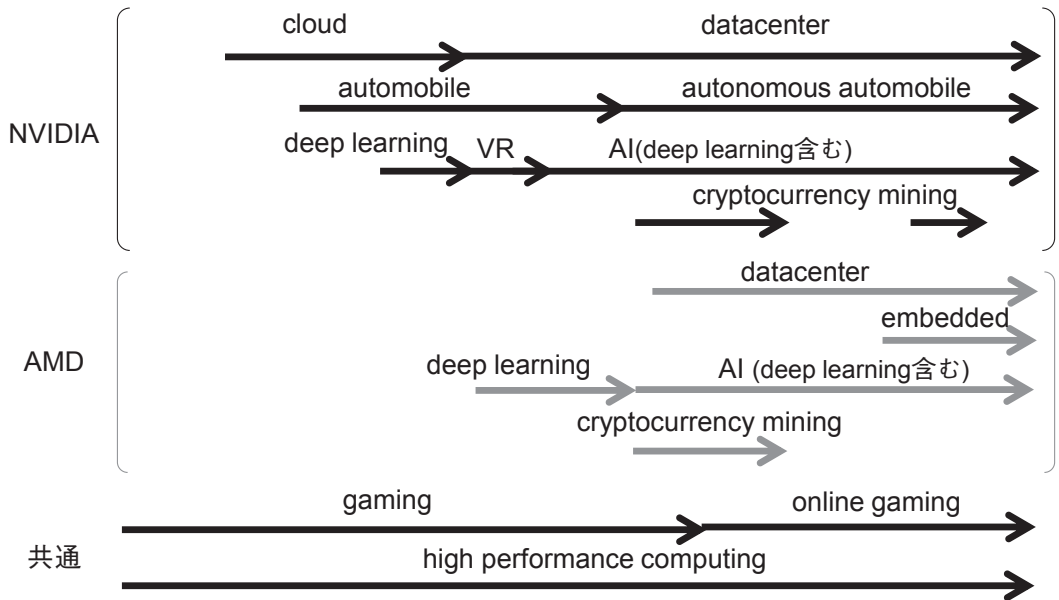 cloud datacenter
automobile autonomous automobile
NVIDIA
deep learning VR AI(deep learning含む)
cryptocurrency mining
datacenter
embedded
AMD
deep learning AI (deep learning含む)
cryptocurrency mining
gaming online gaming
共通
high performance computing